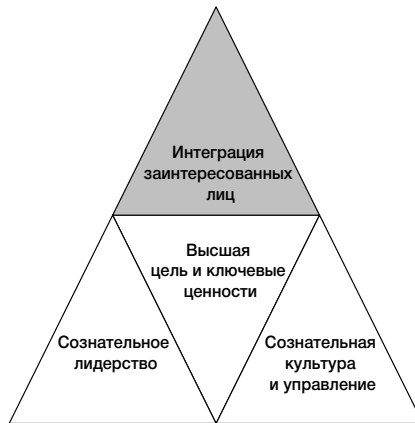 Интеграция
заинтересованных
лиц
Высшая
цель и ключевые
ценности
Сознательное
лидерство
Сознательная
культура
и управление